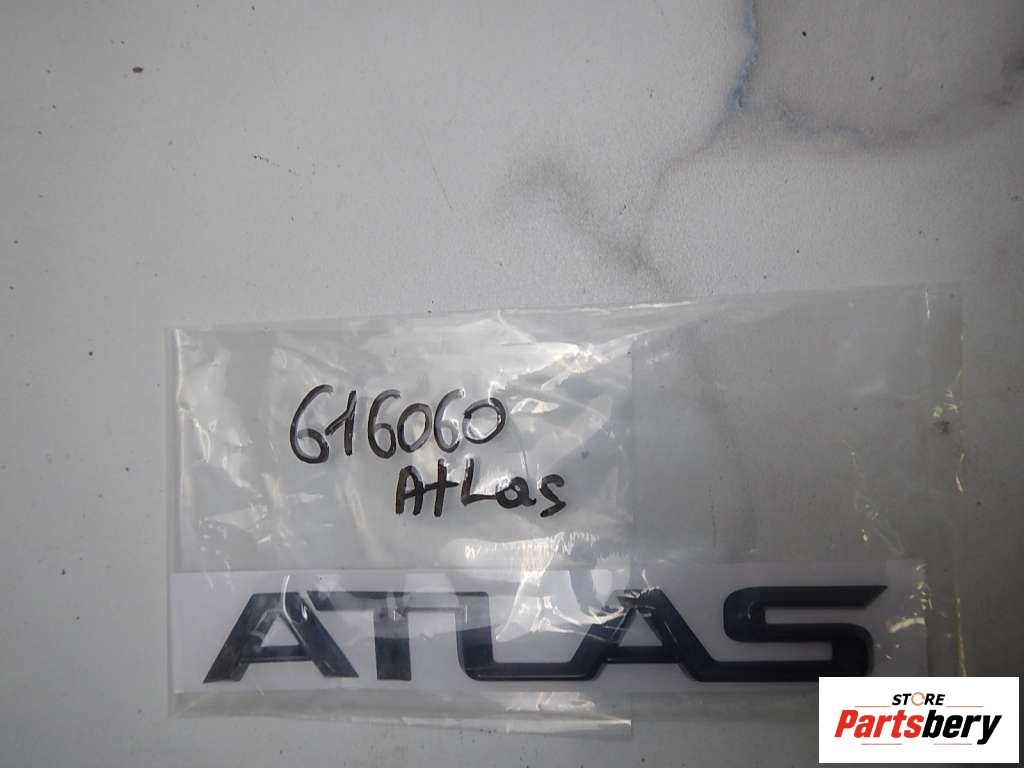 616060
AtLas
ATLAS
STORE
Partsbery